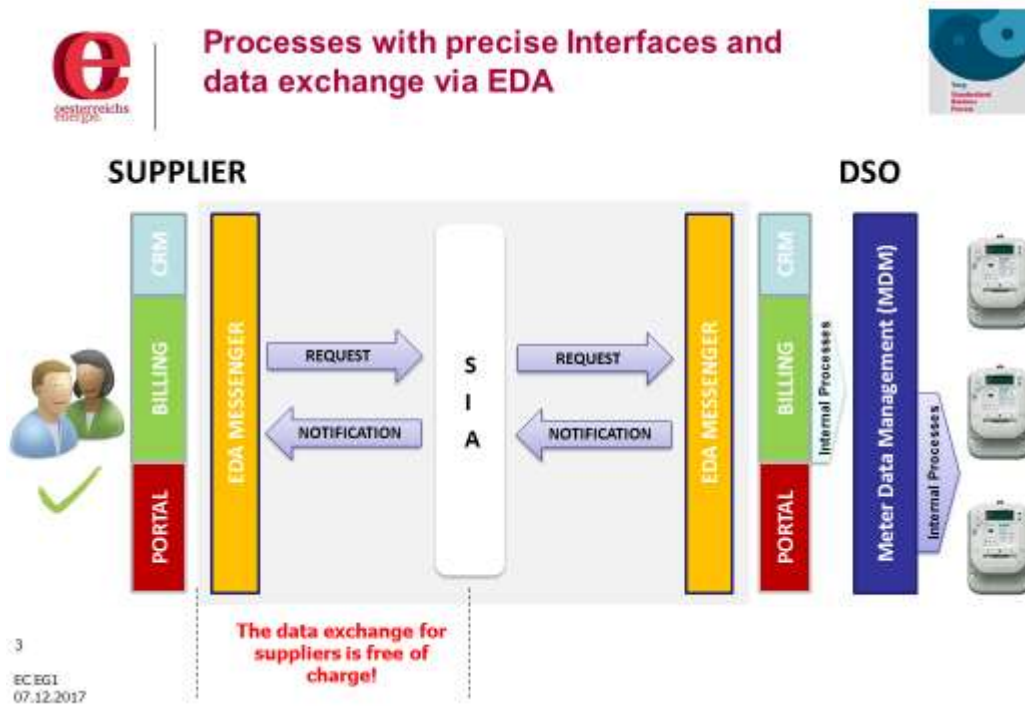 oesterreichs
energie.
Processes with precise Interfaces and
data exchange via EDA
SUPPLIER
DSO
CRM
BILLING
PORTAL
EDA MESSENGER
REQUEST
NOTIFICATION
S
I
A
REQUEST
NOTIFICATION
EDA MESSENGER
CRM
BILLING
PORTAL
Internal Processes
Meter Data Management (MDM)
Internal Processes
The data exchange for
suppliers is free of
charge!
3
EC EG1
07.12.2017